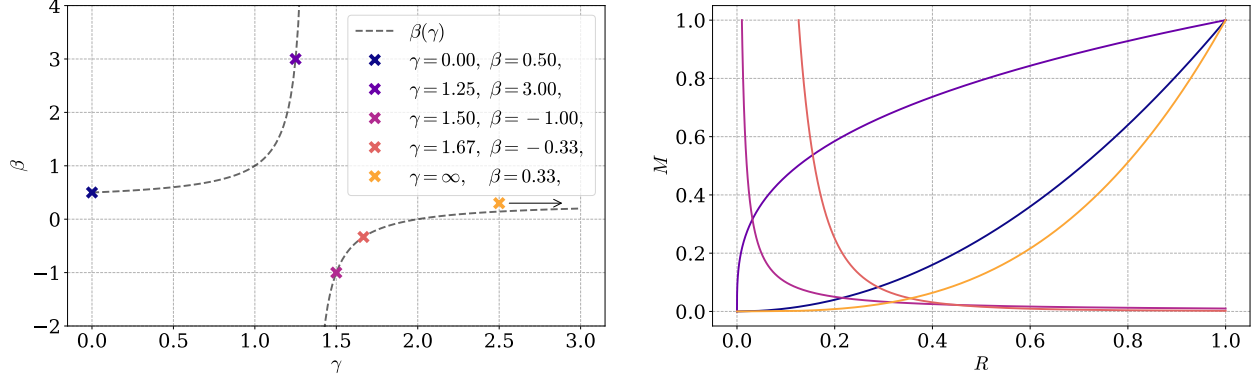 4
3
2
1
0
−1
−2
β
0.0 0.5 1.0 1.5 2.0 2.5 3.0
γ
β(γ)
γ = 0.00, β = 0.50,
γ = 1.25, β = 3.00,
γ = 1.50, β = −1.00,
γ = 1.67, β = −0.33,
γ = ∞, β = 0.33,
1.0
0.8
0.6
0.4
0.2
0.0
M
0.0 0.2 0.4 0.6 0.8 1.0
R